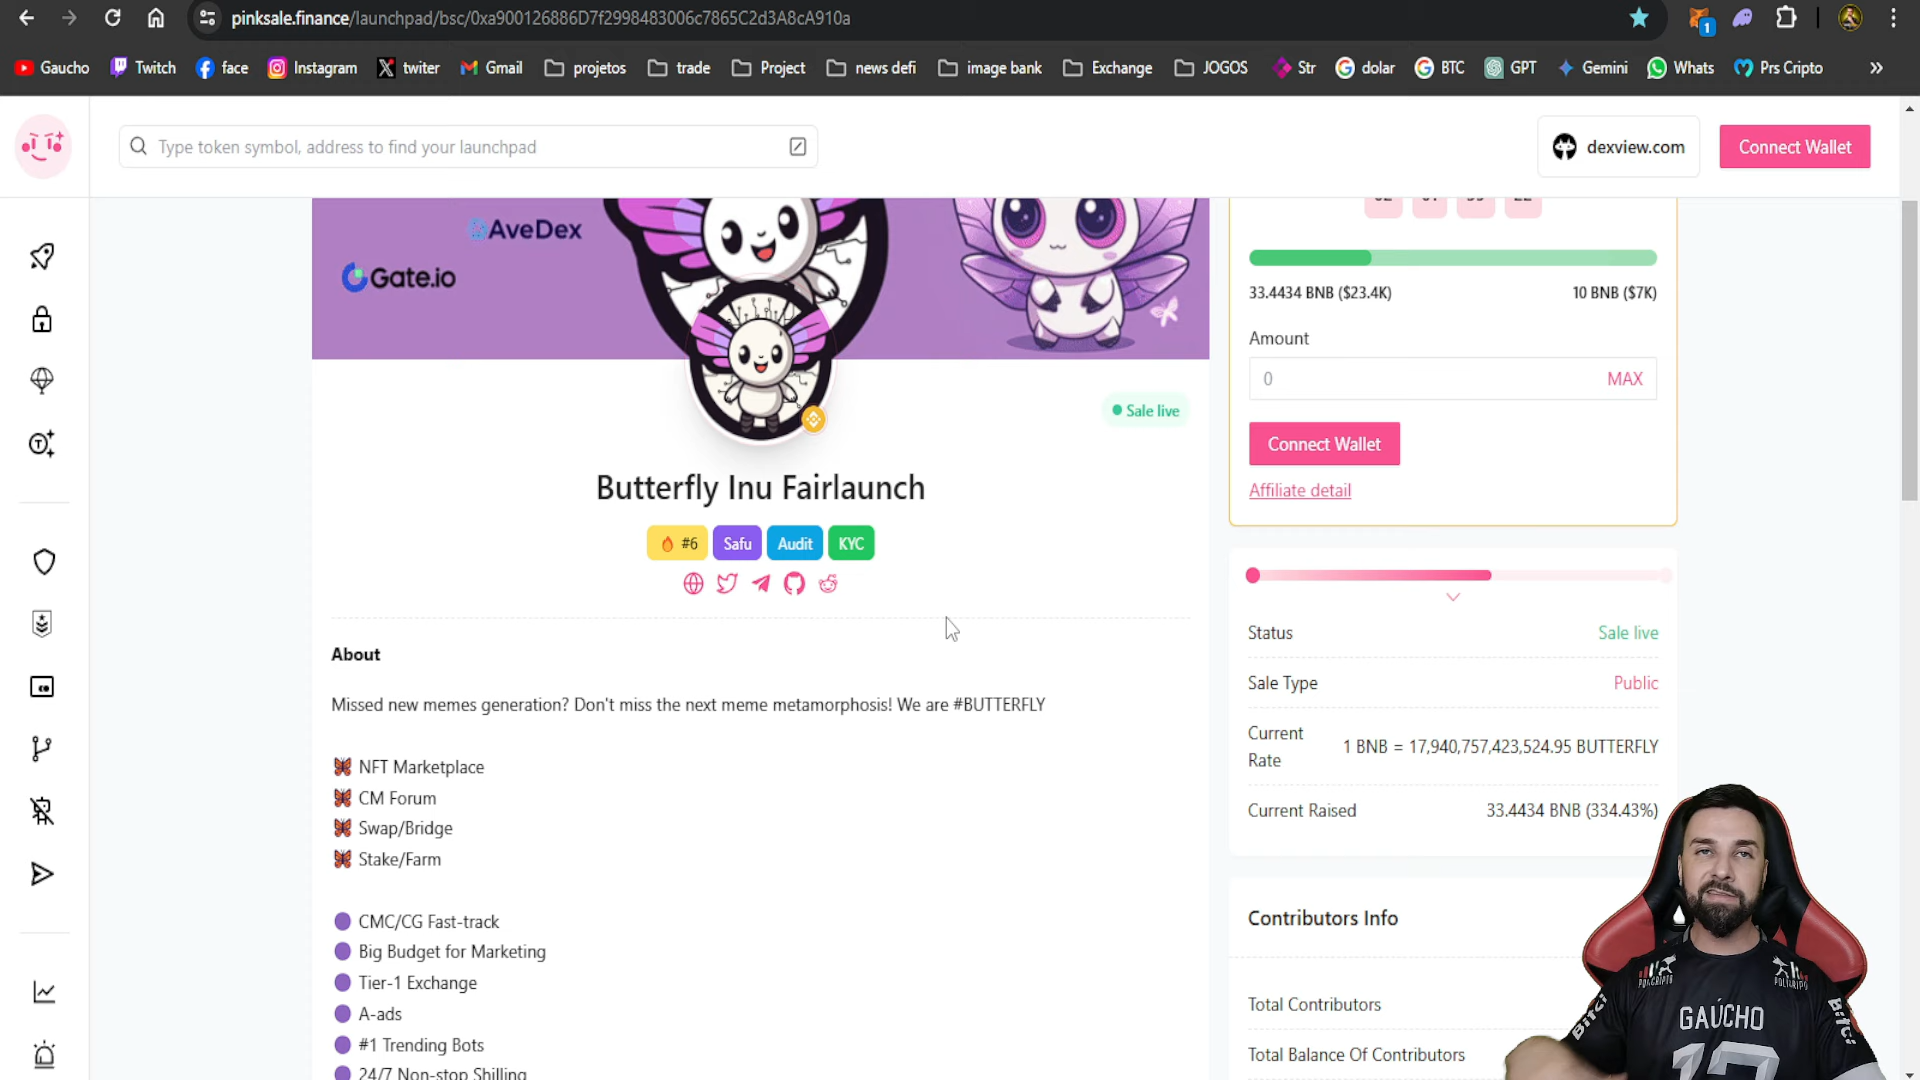 pinksale.finance/launchpad/bsc/0xa900126886D7f2998483006c7865C2d3A8cA910a
1
Gaucho
Twitch
face
Instagram
twiter
Gmail
projetos
trade
Project
news defi
image bank
Exchange
JOGOS
Str
dolar
BTC
GPT
Gemini
Whats
Prs Cripto
Type token symbol, address to find your launchpad
dexview.com
Connect Wallet
AveDex
Gate.io
33.4434 BNB ($23.4K)
10 BNB ($7K)
Amount
0
MAX
Sale live
Connect Wallet
Affiliate detail
Butterfly Inu Fairlaunch
#6
Safu
Audit
KYC
About
Missed new memes generation? Don't miss the next meme metamorphosis! We are #BUTTERFLY
NFT Marketplace
CM Forum
Swap/Bridge
Stake/Farm
CMC/CG Fast-track
Big Budget for Marketing
Tier-1 Exchange
A-ads
#1 Trending Bots
24/7 Non-stop Shilling
Status
Sale live
Sale Type
Public
Current Rate
1 BNB = 17,940,757,423,524.95 BUTTERFLY
Current Raised
33.4434 BNB (334.43%)
Contributors Info
Total Contributors
Total Balance Of Contributors
GAÚCHO